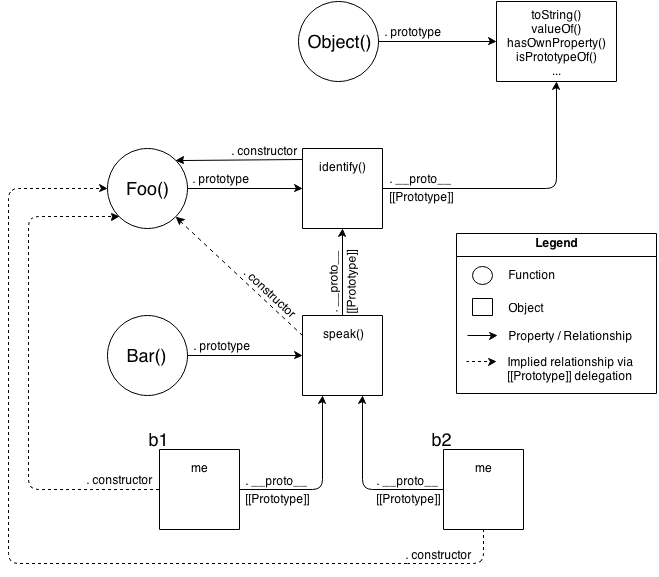 Object()
. prototype
toString()
valueOf()
hasOwnProperty()
isPrototypeOf()
...
Foo()
. constructor
. prototype
identify()
. __proto__
[[Prototype]]
. constructor
. __proto__
[[Prototype]]
Bar()
. prototype
speak()
Legend
Function
Object
Property / Relationship
Implied relationship via
[[Prototype]] delegation
b1
me
. constructor
. __proto__
[[Prototype]]
b2
me
. __proto__
[[Prototype]]
. constructor